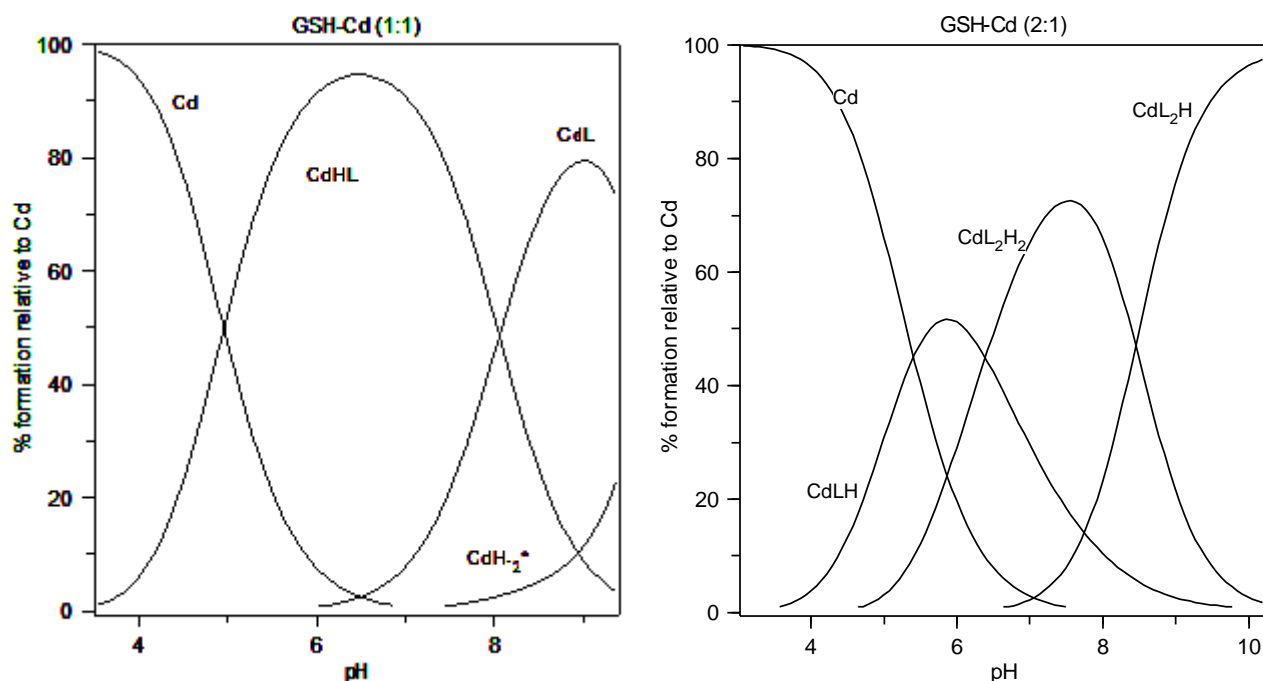 GSH-Cd (1:1)
100
80
60
40
20
0
% formation relative to Cd
Cd
CdHL
CdL
CdH-₂*
4
6
8
pH
GSH-Cd (2:1)
100
80
60
40
20
0
% formation relative to Cd
Cd
CdL₂H
CdL₂H₂
CdLH
4
6
8
10
pH